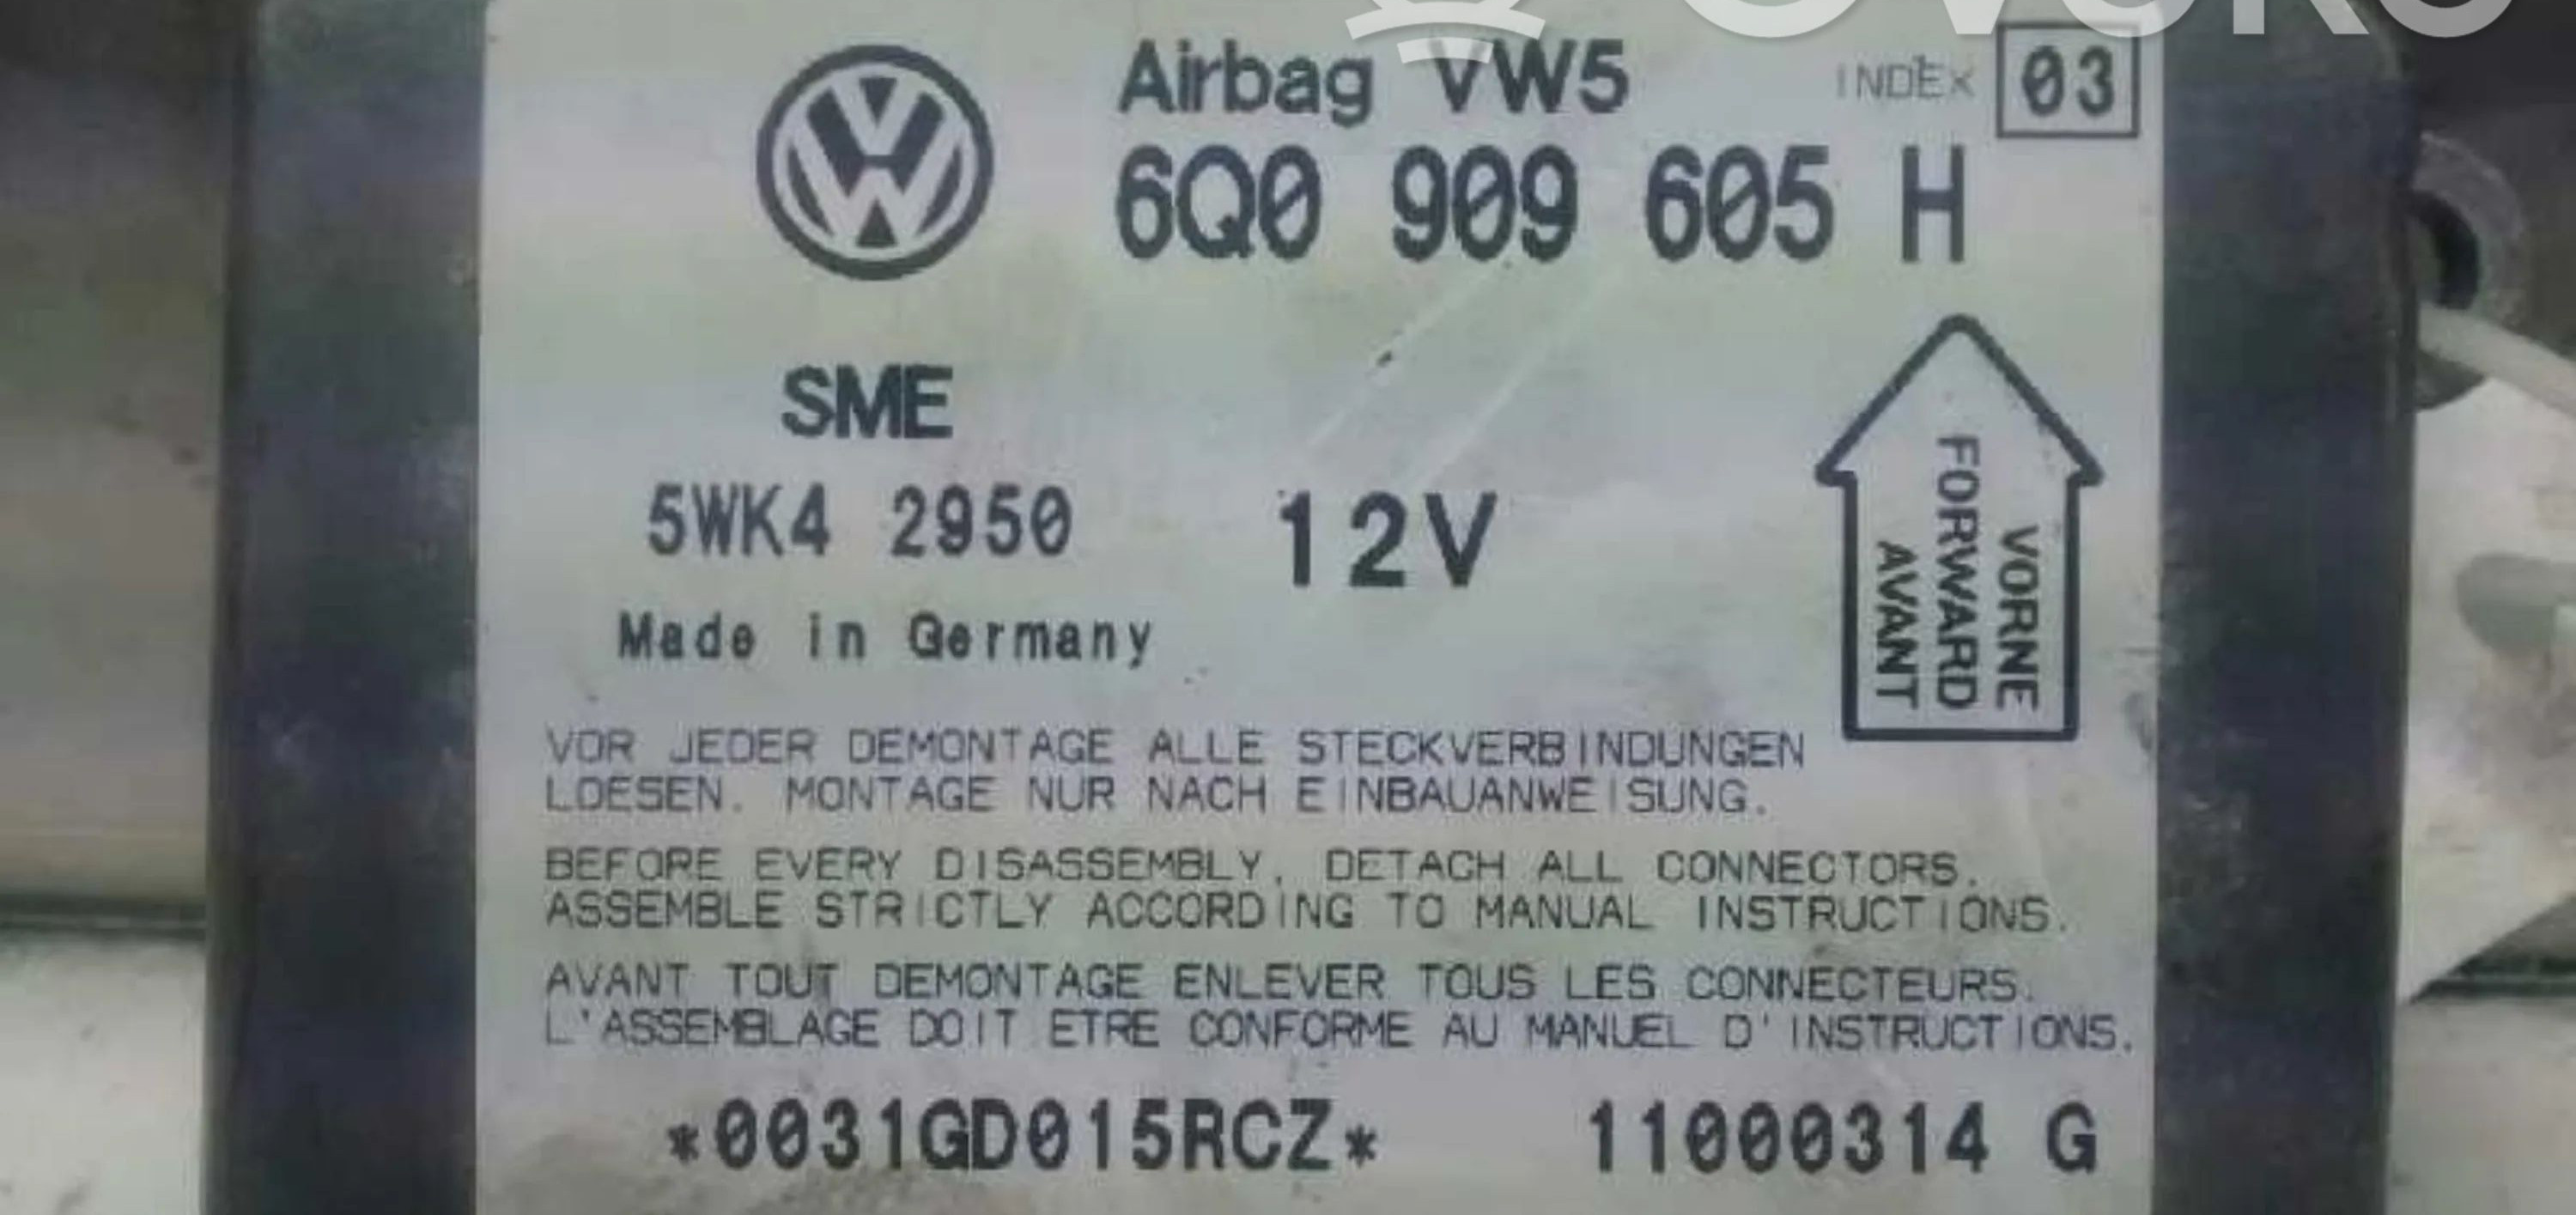 Airbag VW5 INDEX 03
6Q0 909 605 H
SME
5WK4 2950 12V
Made in Germany
VORNE
FORWARD
AVANT
VOR JEDER DEMONTAGE ALLE STECKVERBINDUNGEN
LOESEN. MONTAGE NUR NACH EINBAUANWEISUNG.
BEFORE EVERY DISASSEMBLY, DETACH ALL CONNECTORS.
ASSEMBLE STRICTLY ACCORDING TO MANUAL INSTRUCTIONS.
AVANT TOUT DEMONTAGE ENLEVER TOUS LES CONNECTEURS.
L'ASSEMBLAGE DOIT ETRE CONFORME AU MANUEL D'INSTRUCTIONS.
*0031GD015RCZ* 11000314 G